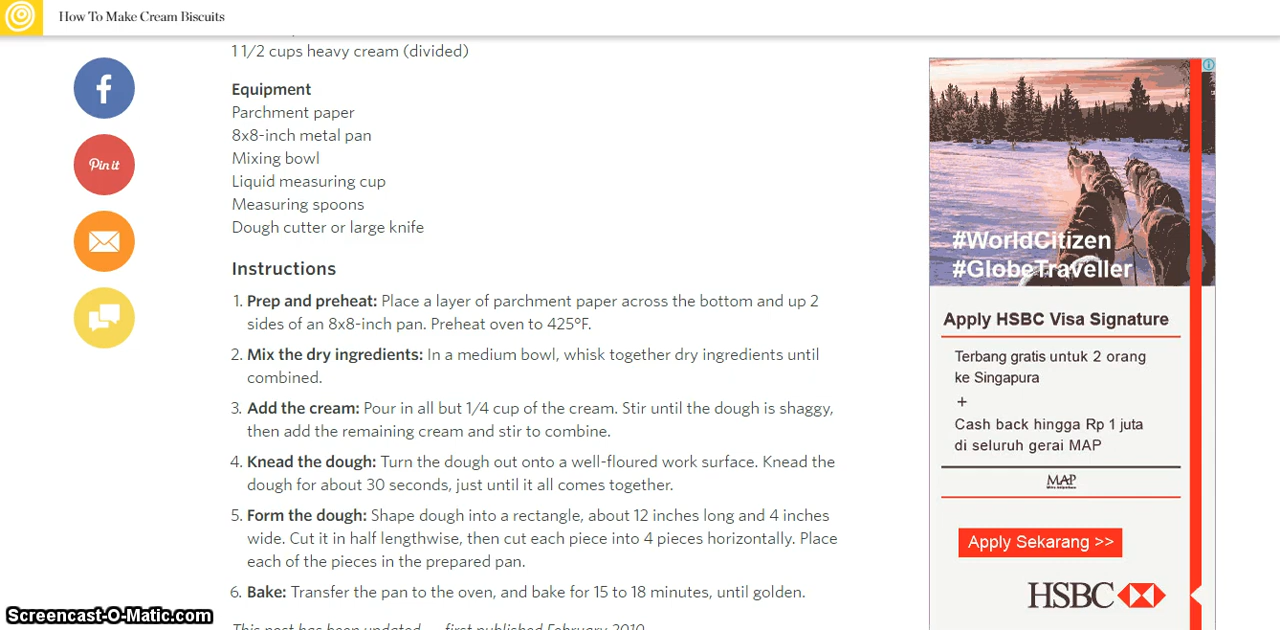 How To Make Cream Biscuits
1 1/2 cups heavy cream (divided)
Equipment
Parchment paper
8x8-inch metal pan
Mixing bowl
Liquid measuring cup
Measuring spoons
Dough cutter or large knife
Instructions
1. Prep and preheat: Place a layer of parchment paper across the bottom and up 2
sides of an 8x8-inch pan. Preheat oven to 425°F.
2. Mix the dry ingredients: In a medium bowl, whisk together dry ingredients until
combined.
3. Add the cream: Pour in all but 1/4 cup of the cream. Stir until the dough is shaggy,
then add the remaining cream and stir to combine.
4. Knead the dough: Turn the dough out onto a well-floured work surface. Knead the
dough for about 30 seconds, just until it all comes together.
5. Form the dough: Shape dough into a rectangle, about 12 inches long and 4 inches
wide. Cut it in half lengthwise, then cut each piece into 4 pieces horizontally. Place
each of the pieces in the prepared pan.
6. Bake: Transfer the pan to the oven, and bake for 15 to 18 minutes, until golden.
This post has been updated — first published February 2010
Pin it
#WorldCitizen
#GlobeTraveller
Apply HSBC Visa Signature
Terbang gratis untuk 2 orang
ke Singapura
+
Cash back hingga Rp 1 juta
di seluruh gerai MAP
MAP
Apply Sekarang >>
HSBC
Screencast-O-Matic.com